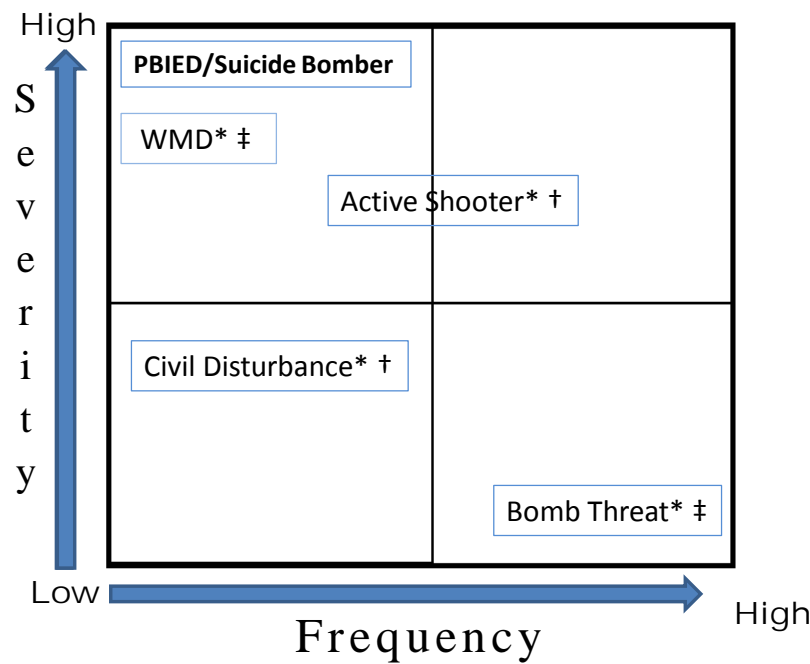 High
Severity
PBIED/Suicide Bomber
WMD* ‡
Active Shooter* †
Civil Disturbance* †
Bomb Threat* ‡
Low
High
Frequency